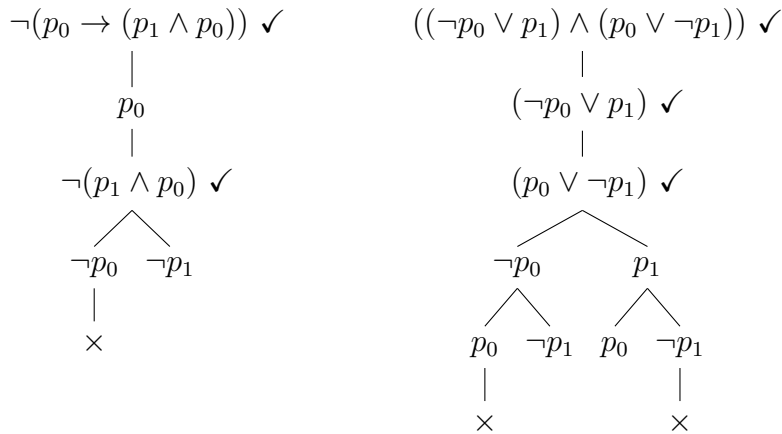 ¬(p₀ → (p₁ ∧ p₀)) ✓ ((¬p₀ ∨ p₁) ∧ (p₀ ∨ ¬p₁)) ✓
p₀ (¬p₀ ∨ p₁) ✓
¬(p₁ ∧ p₀) ✓ (p₀ ∨ ¬p₁) ✓
¬p₀ ¬p₁ ¬p₀ p₁
× p₀ ¬p₁ p₀ ¬p₁
× ×